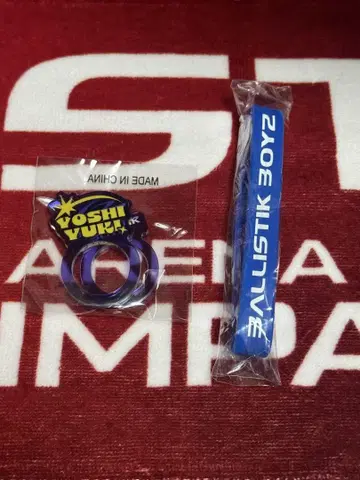 ST
MADE IN CHINA
YOSHI
YUKI
BALLISTIK BOYZ
ARENA
IMPA